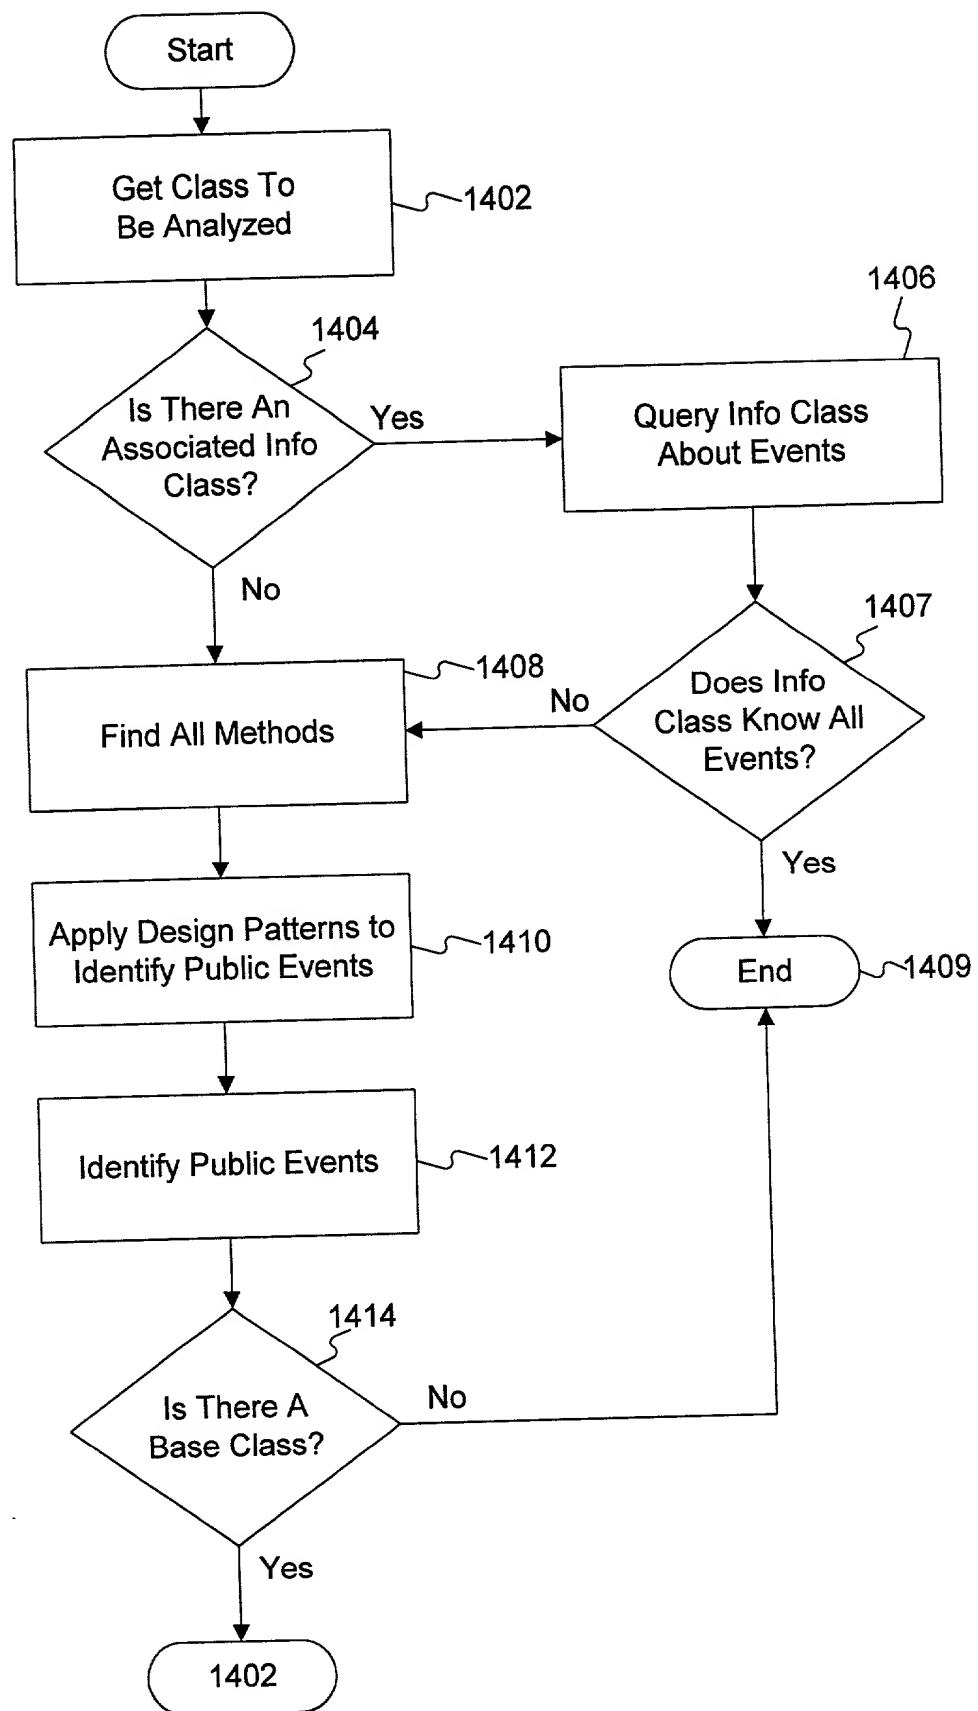 Start
Get Class To
Be Analyzed
1402
1406
1404
Is There An
Associated Info
Class?
Yes
Query Info Class
About Events
No
1407
1408
Find All Methods
No
Does Info
Class Know All
Events?
Yes
Apply Design Patterns to
Identify Public Events
1410
End
1409
Identify Public Events
1412
1414
Is There A
Base Class?
No
Yes
1402